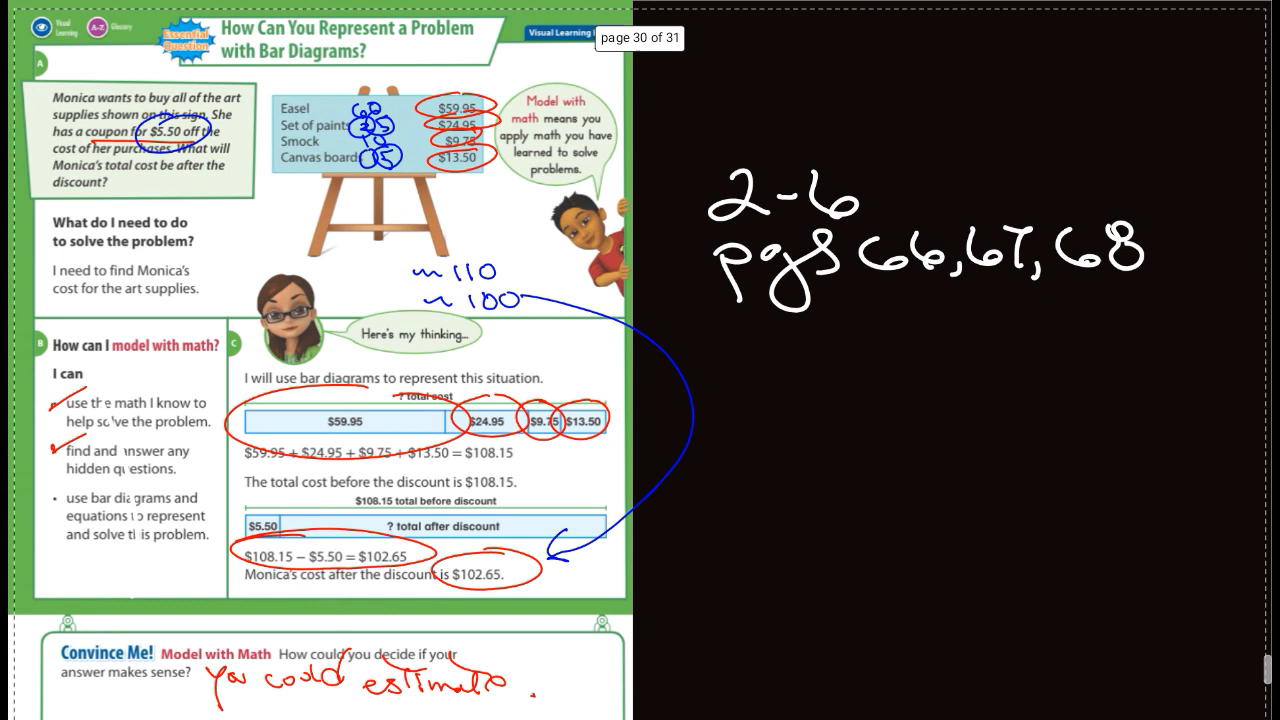 Visual Learning
A-Z Glossary
Essential Question
How Can You Represent a Problem
with Bar Diagrams?
Visual Learning
page 30 of 31
A
Monica wants to buy all of the art
supplies shown on this sign. She
has a coupon for $5.50 off the
cost of her purchases. What will
Monica's total cost be after the
discount?
Easel 60 $59.95
Set of paints 25 $24.95
Smock 10 $9.75
Canvas boards 15 $13.50
Model with
math means you
apply math you have
learned to solve
problems.
What do I need to do
to solve the problem?
I need to find Monica's
cost for the art supplies.
~ 110
~ 100
2-6
pgs 66, 67, 68
B
How can I model with math?
I can
• use the math I know to
help solve the problem.
• find and answer any
hidden questions.
• use bar diagrams and
equations to represent
and solve this problem.
C
Here's my thinking...
I will use bar diagrams to represent this situation.
? total cost
$59.95 $24.95 $9.75 $13.50
$59.95 + $24.95 + $9.75 + $13.50 = $108.15
The total cost before the discount is $108.15.
$108.15 total before discount
$5.50 ? total after discount
$108.15 − $5.50 = $102.65
Monica's cost after the discount is $102.65.
Convince Me! Model with Math How could you decide if your
answer makes sense? You could estimate.